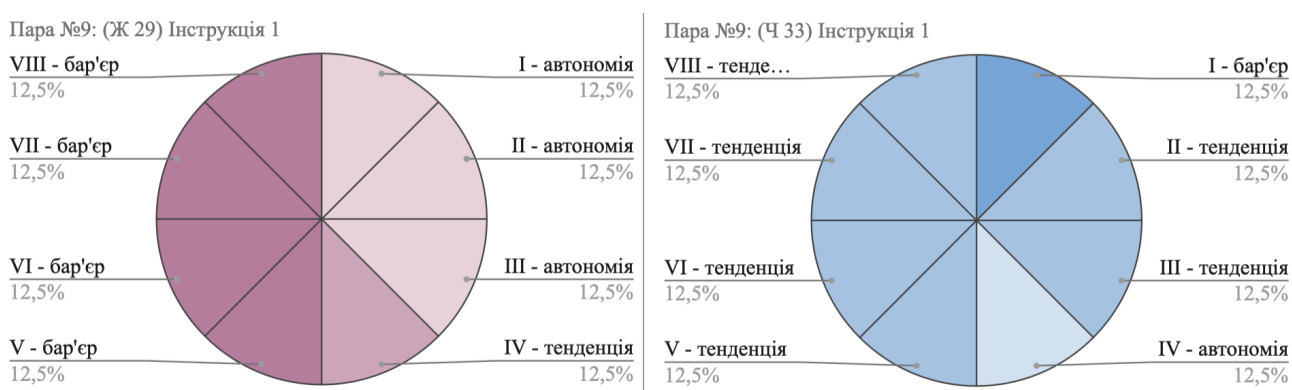 Пара №9: (Ж 29) Інструкція 1
VIII - бар'єр
12,5%
I - автономія
12,5%
VII - бар'єр
12,5%
II - автономія
12,5%
VI - бар'єр
12,5%
III - автономія
12,5%
V - бар'єр
12,5%
IV - тенденція
12,5%
Пара №9: (Ч 33) Інструкція 1
VIII - тенде…
12,5%
I - бар'єр
12,5%
VII - тенденція
12,5%
II - тенденція
12,5%
VI - тенденція
12,5%
III - тенденція
12,5%
V - тенденція
12,5%
IV - автономія
12,5%